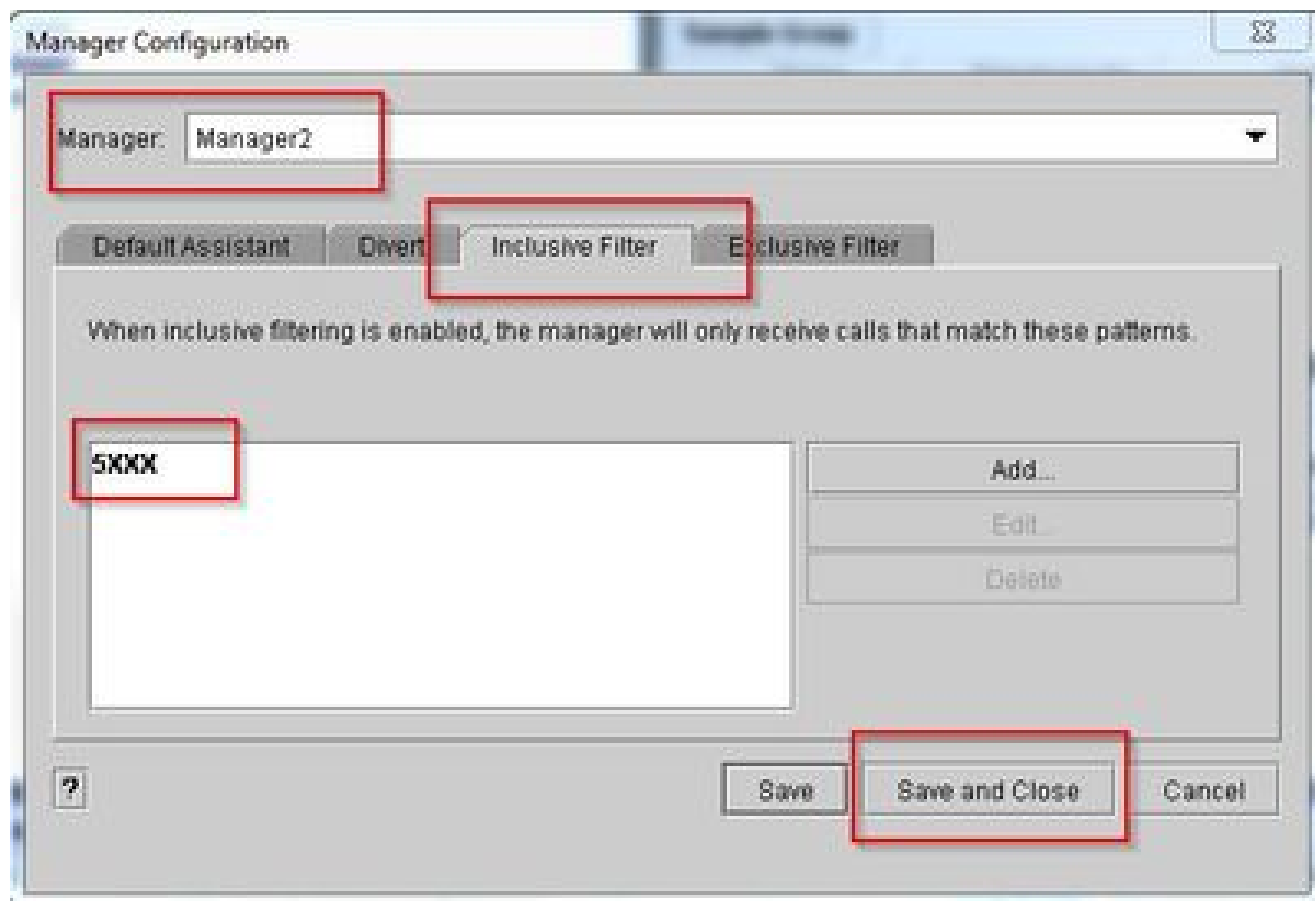 Manager Configuration
Manager: Manager2
Default Assistant Divert Inclusive Filter Exclusive Filter
When inclusive filtering is enabled, the manager will only receive calls that match these patterns.
5XXX
Add...
Edit...
Delete
? Save Save and Close Cancel